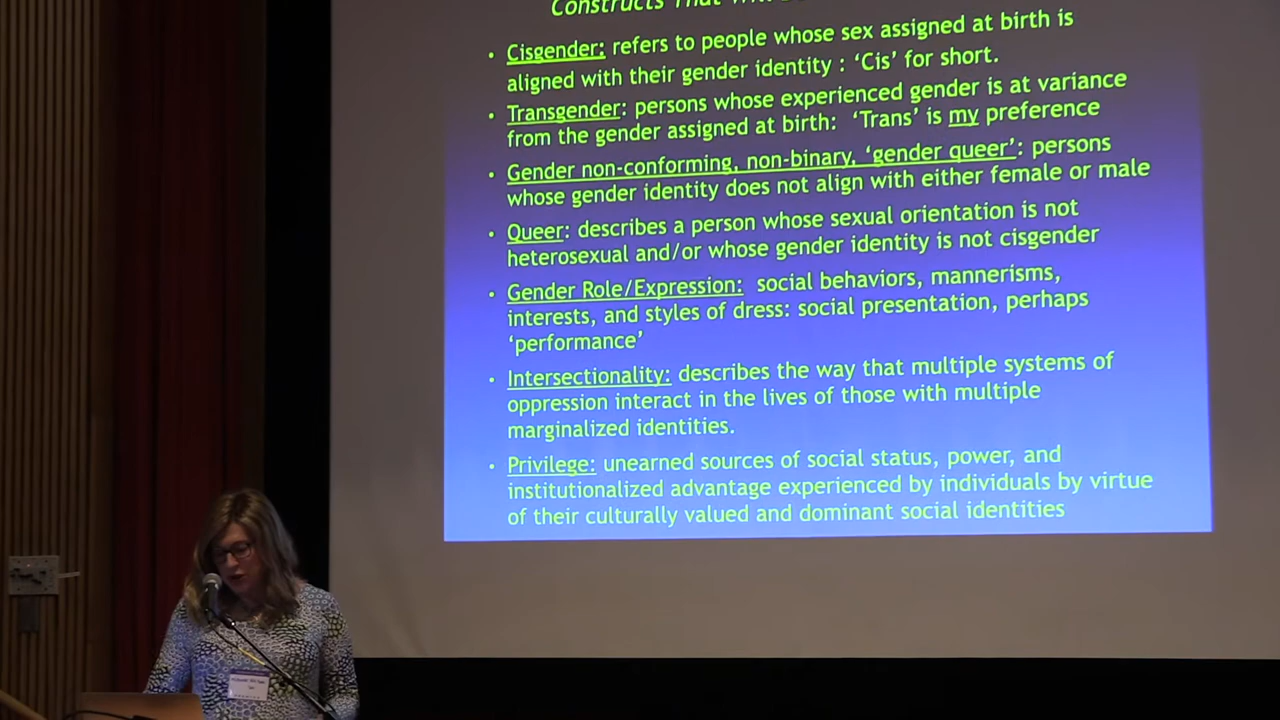 Constructs That
• Cisgender: refers to people whose sex assigned at birth is
aligned with their gender identity : ‘Cis’ for short.
• Transgender: persons whose experienced gender is at variance
from the gender assigned at birth: ‘Trans’ is my preference
• Gender non-conforming, non-binary, ‘gender queer’: persons
whose gender identity does not align with either female or male
• Queer: describes a person whose sexual orientation is not
heterosexual and/or whose gender identity is not cisgender
• Gender Role/Expression: social behaviors, mannerisms,
interests, and styles of dress: social presentation, perhaps
‘performance’
• Intersectionality: describes the way that multiple systems of
oppression interact in the lives of those with multiple
marginalized identities.
• Privilege: unearned sources of social status, power, and
institutionalized advantage experienced by individuals by virtue
of their culturally valued and dominant social identities